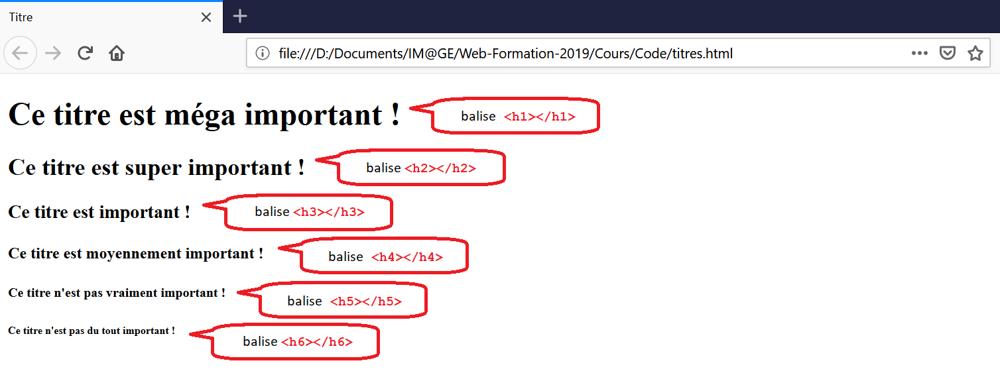 Titre
file:///D:/Documents/IM@GE/Web-Formation-2019/Cours/Code/titres.html
Ce titre est méga important !
balise <h1></h1>
Ce titre est super important !
balise <h2></h2>
Ce titre est important !
balise <h3></h3>
Ce titre est moyennement important !
balise <h4></h4>
Ce titre n'est pas vraiment important !
balise <h5></h5>
Ce titre n'est pas du tout important !
balise <h6></h6>